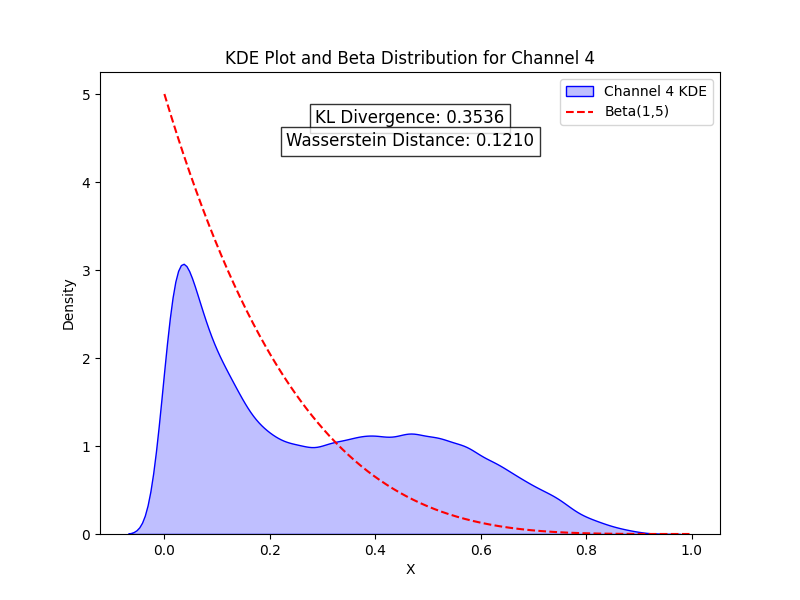 KDE Plot and Beta Distribution for Channel 4
KL Divergence: 0.3536
Wasserstein Distance: 0.1210
Channel 4 KDE
Beta(1,5)
Density
5
4
3
2
1
0
0.0 0.2 0.4 0.6 0.8 1.0
X